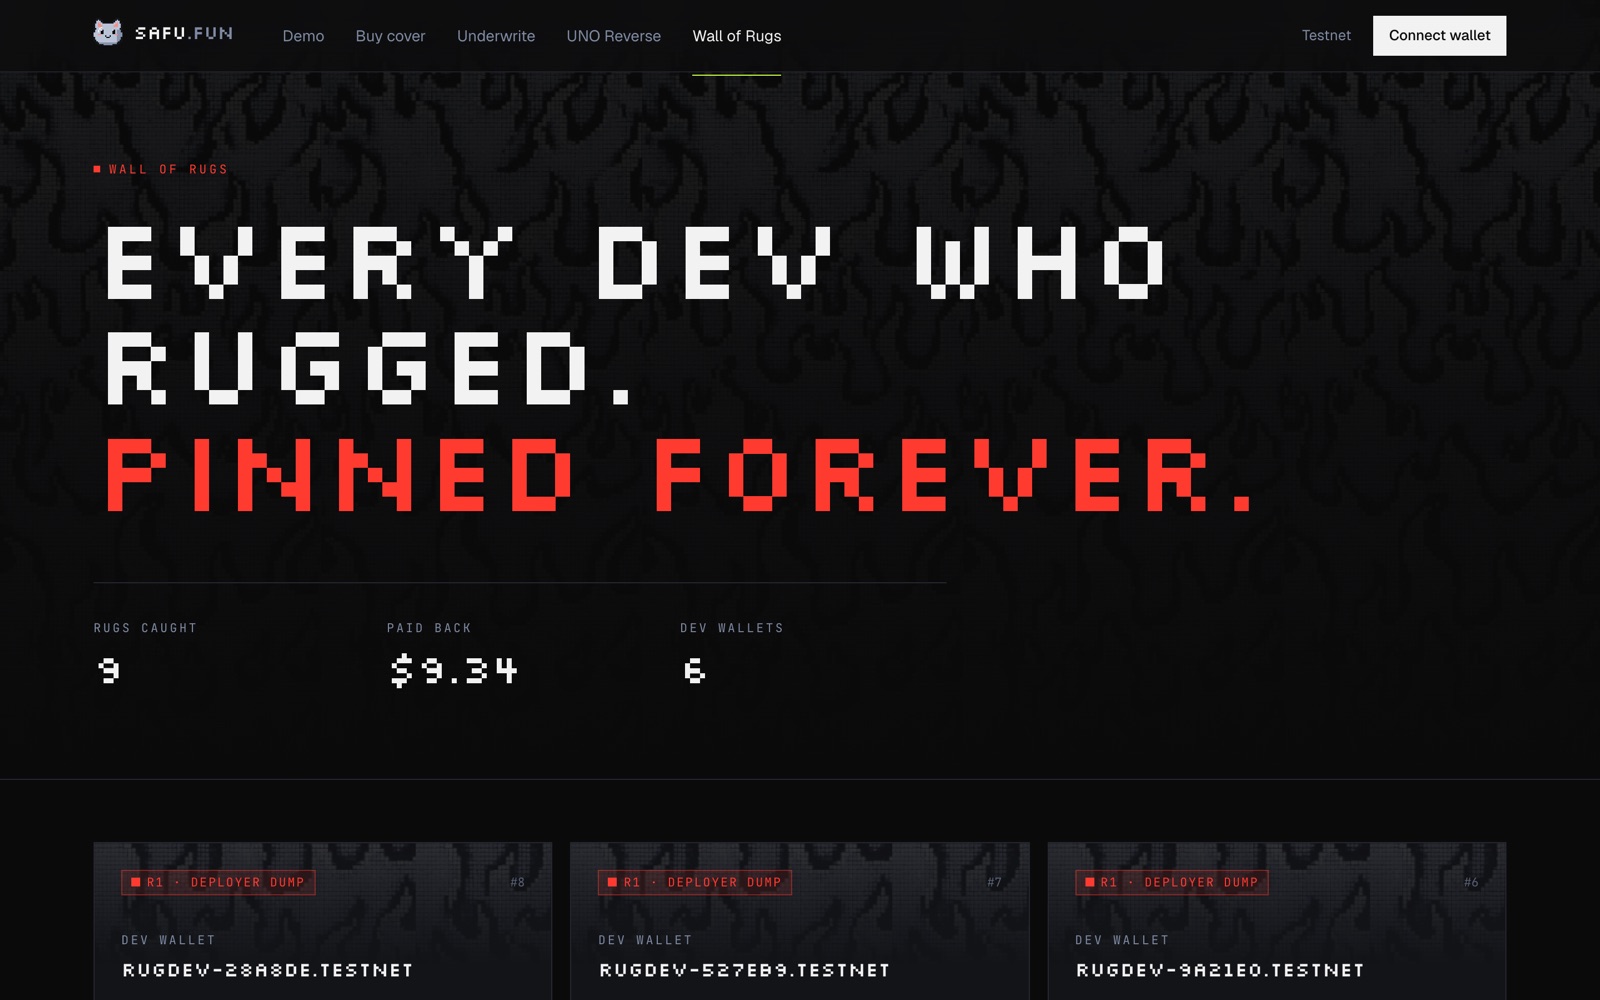 SAFU.FUN
Demo
Buy cover
Underwrite
UNO Reverse
Wall of Rugs
Testnet
Connect wallet
WALL OF RUGS
EVERY DEV WHO
RUGGED.
PINNED FOREVER.
RUGS CAUGHT
9
PAID BACK
$9.34
DEV WALLETS
6
R1 · DEPLOYER DUMP
#8
DEV WALLET
RUGDEV-28A8DE.TESTNET
R1 · DEPLOYER DUMP
#7
DEV WALLET
RUGDEV-527EB9.TESTNET
R1 · DEPLOYER DUMP
#6
DEV WALLET
RUGDEV-9A21E0.TESTNET